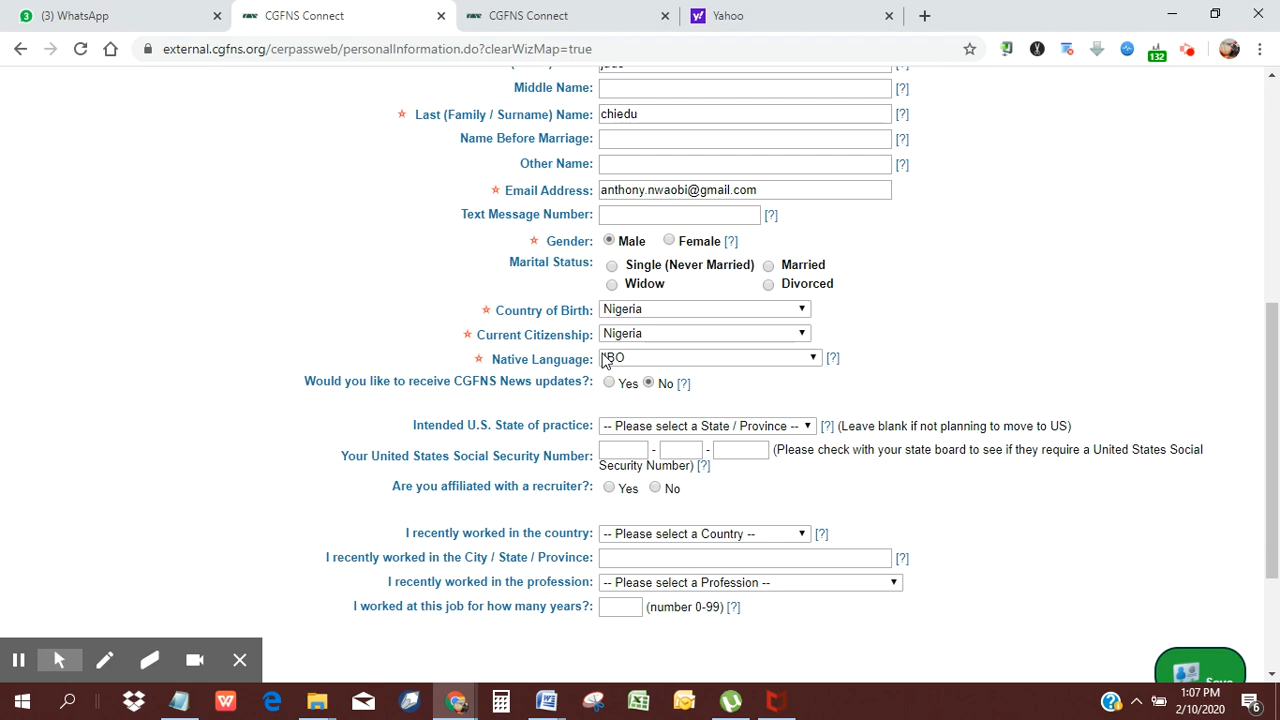 (3) WhatsApp
CGFNS Connect
CGFNS Connect
Yahoo
external.cgfns.org/cerpassweb/personalInformation.do?clearWizMap=true
132
Middle Name: [?]
* Last (Family / Surname) Name: chiedu [?]
Name Before Marriage: [?]
Other Name: [?]
* Email Address: anthony.nwaobi@gmail.com
Text Message Number: [?]
* Gender: Male Female [?]
Marital Status: Single (Never Married) Married
Widow Divorced
* Country of Birth: Nigeria
* Current Citizenship: Nigeria
* Native Language: IBO [?]
Would you like to receive CGFNS News updates?: Yes No [?]
Intended U.S. State of practice: -- Please select a State / Province -- [?] (Leave blank if not planning to move to US)
Your United States Social Security Number: - - (Please check with your state board to see if they require a United States Social
Security Number) [?]
Are you affiliated with a recruiter?: Yes No
I recently worked in the country: -- Please select a Country -- [?]
I recently worked in the City / State / Province: [?]
I recently worked in the profession: -- Please select a Profession --
I worked at this job for how many years?: (number 0-99) [?]
Save
1:07 PM
2/10/2020
6